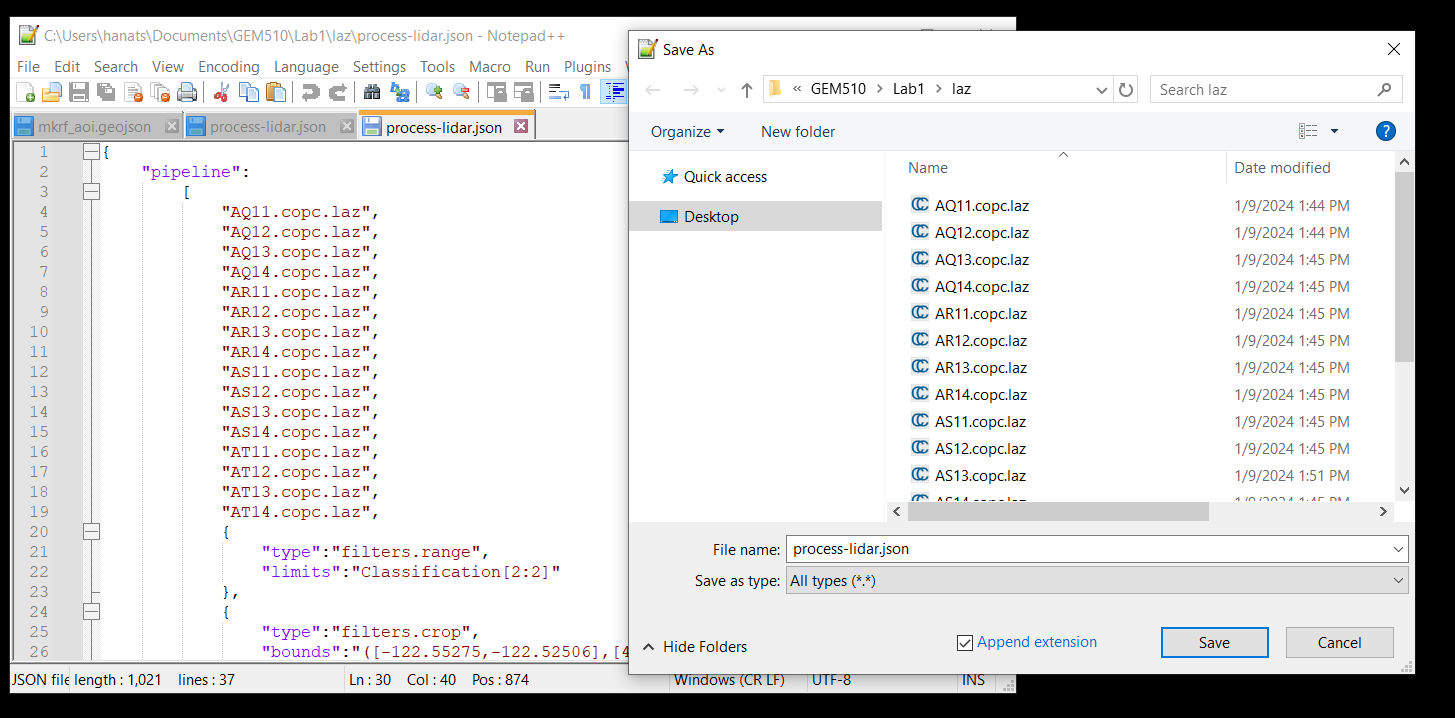 C:\Users\hanats\Documents\GEM510\Lab1\laz\process-lidar.json - Notepad++
File Edit Search View Encoding Language Settings Tools Macro Run Plugins
mkrf_aoi.geojson process-lidar.json process-lidar.json
1 {
2 "pipeline":
3 [
4 "AQ11.copc.laz",
5 "AQ12.copc.laz",
6 "AQ13.copc.laz",
7 "AQ14.copc.laz",
8 "AR11.copc.laz",
9 "AR12.copc.laz",
10 "AR13.copc.laz",
11 "AR14.copc.laz",
12 "AS11.copc.laz",
13 "AS12.copc.laz",
14 "AS13.copc.laz",
15 "AS14.copc.laz",
16 "AT11.copc.laz",
17 "AT12.copc.laz",
18 "AT13.copc.laz",
19 "AT14.copc.laz",
20 {
21 "type":"filters.range",
22 "limits":"Classification[2:2]"
23 },
24 {
25 "type":"filters.crop",
26 "bounds":"([-122.55275,-122.52506],[4
JSON file length : 1,021 lines : 37 Ln : 30 Col : 40 Pos : 874 Windows (CR LF) UTF-8 INS
Save As
« GEM510 > Lab1 > laz
Search laz
Organize New folder
Quick access
Desktop
Name Date modified
AQ11.copc.laz 1/9/2024 1:44 PM
AQ12.copc.laz 1/9/2024 1:44 PM
AQ13.copc.laz 1/9/2024 1:45 PM
AQ14.copc.laz 1/9/2024 1:45 PM
AR11.copc.laz 1/9/2024 1:45 PM
AR12.copc.laz 1/9/2024 1:45 PM
AR13.copc.laz 1/9/2024 1:45 PM
AR14.copc.laz 1/9/2024 1:45 PM
AS11.copc.laz 1/9/2024 1:45 PM
AS12.copc.laz 1/9/2024 1:45 PM
AS13.copc.laz 1/9/2024 1:51 PM
AS14.copc.laz 1/9/2024 1:45 PM
File name: process-lidar.json
Save as type: All types (*.*)
Hide Folders
Append extension
Save Cancel